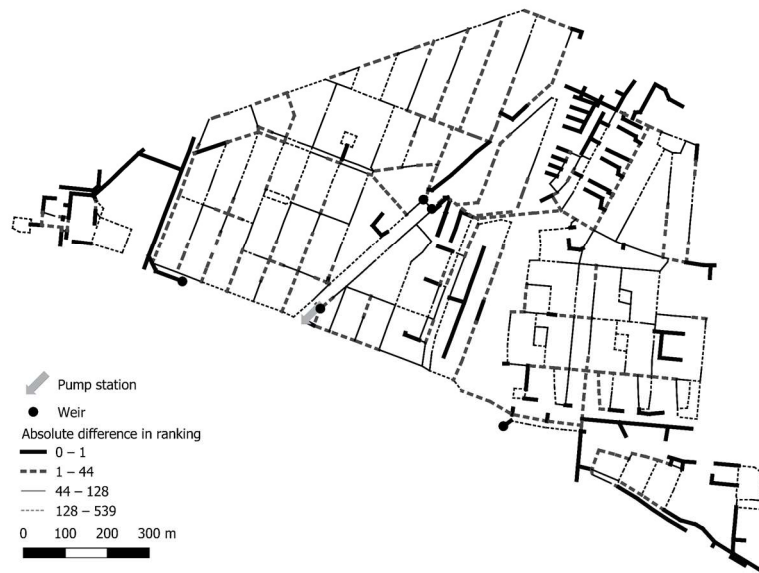 Pump station
Weir
Absolute difference in ranking
0 – 1
1 – 44
44 – 128
128 – 539
0 100 200 300 m